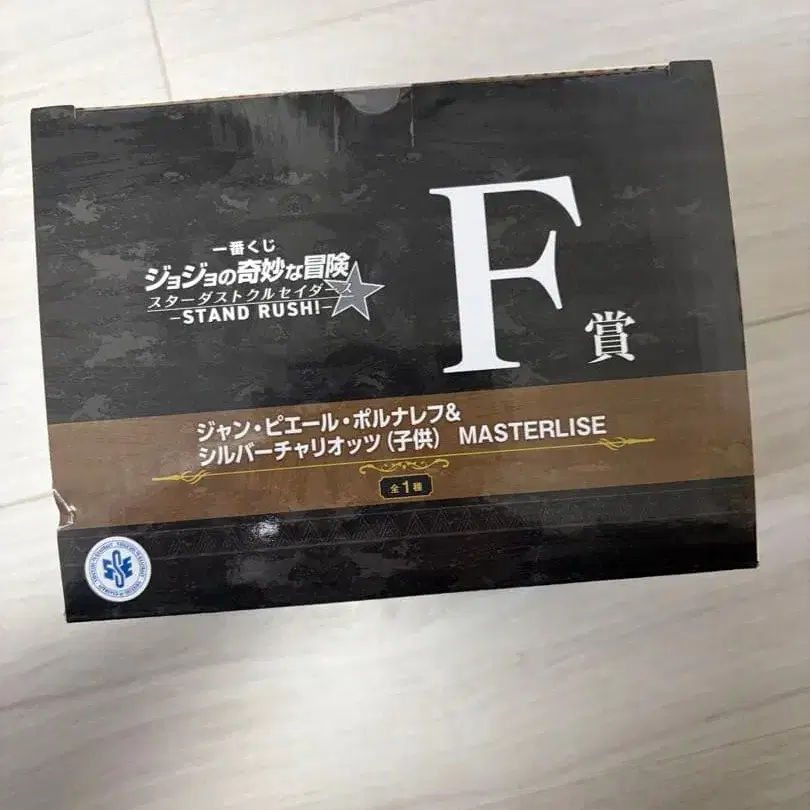 一番くじ
ジョジョの奇妙な冒険
スターダストクルセイダース
-STAND RUSH!-
F賞
ジャン・ピエール・ポルナレフ&
シルバーチャリオッツ(子供) MASTERLISE
全1種